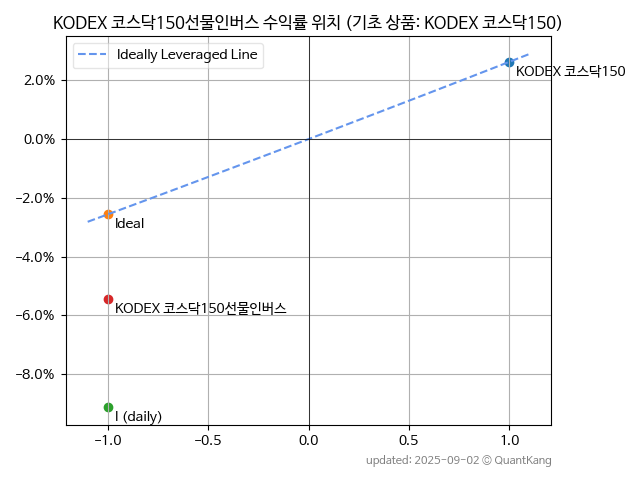 KODEX 코스닥150선물인버스 수익률 위치 (기초 상품: KODEX 코스닥150)
Ideally Leveraged Line
2.0%
KODEX 코스닥150
0.0%
-2.0%
Ideal
-4.0%
KODEX 코스닥150선물인버스
-6.0%
-8.0%
I (daily)
-1.0 -0.5 0.0 0.5 1.0
updated: 2025-09-02 © QuantKang